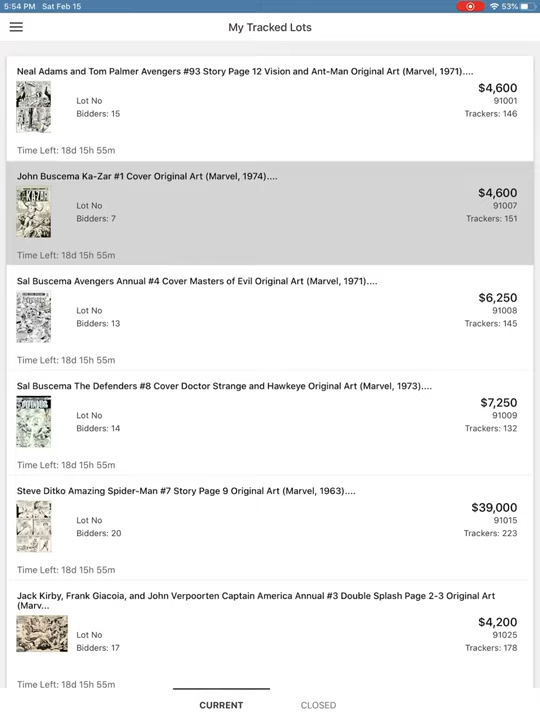 5:54 PM Sat Feb 15
53%
My Tracked Lots
Neal Adams and Tom Palmer Avengers #93 Story Page 12 Vision and Ant-Man Original Art (Marvel, 1971)....
$4,600
Lot No 91001
Bidders: 15 Trackers: 146
Time Left: 18d 15h 55m
John Buscema Ka-Zar #1 Cover Original Art (Marvel, 1974)....
$4,600
KA-ZAR
Lot No 91007
Bidders: 7 Trackers: 151
Time Left: 18d 15h 55m
Sal Buscema Avengers Annual #4 Cover Masters of Evil Original Art (Marvel, 1971)....
$6,250
Lot No 91008
Bidders: 13 Trackers: 145
Time Left: 18d 15h 55m
Sal Buscema The Defenders #8 Cover Doctor Strange and Hawkeye Original Art (Marvel, 1973)....
$7,250
Lot No 91009
Bidders: 14 Trackers: 132
Time Left: 18d 15h 55m
Steve Ditko Amazing Spider-Man #7 Story Page 9 Original Art (Marvel, 1963)....
$39,000
Lot No 91015
Bidders: 20 Trackers: 223
Time Left: 18d 15h 55m
Jack Kirby, Frank Giacoia, and John Verpoorten Captain America Annual #3 Double Splash Page 2-3 Original Art
(Marv...
$4,200
Lot No 91025
Bidders: 17 Trackers: 178
Time Left: 18d 15h 55m
CURRENT CLOSED